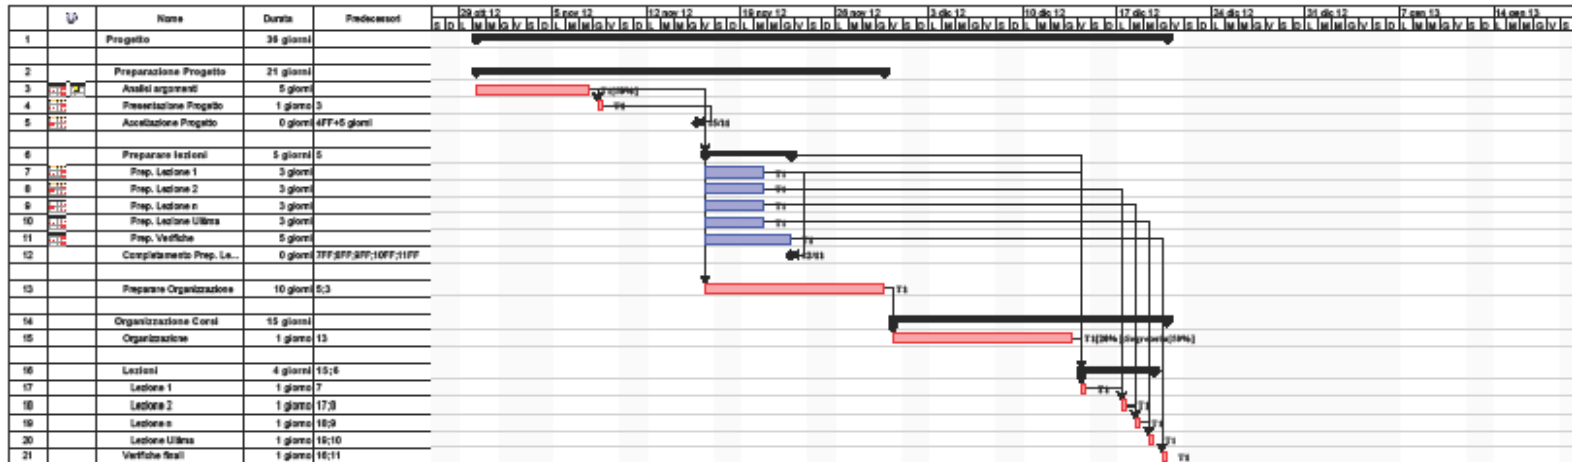 Nome Durata Predecessori
29 ott 12 5 nov 12 12 nov 12 19 nov 12 26 nov 12 3 dic 12 10 dic 12 17 dic 12 24 dic 12 31 dic 12 7 gen 13 14 gen 13
S D L M M G V S D L M M G V S D L M M G V S D L M M G V S D L M M G V S D L M M G V S D L M M G V S D L M M G V S D L M M G V S D L M M G V S D L M M G V S D L M M G V S
1 Progetto 36 giorni
2 Preparazione Progetto 21 giorni
3 Analisi argomenti 5 giorni T1[50%]
4 Presentazione Progetto 1 giorno 3 T1
5 Accettazione Progetto 0 giorni 4FF+5 giorni 15/11
6 Preparare lezioni 5 giorni 5
7 Prep. Lezione 1 3 giorni T1
8 Prep. Lezione 2 3 giorni T1
9 Prep. Lezione n 3 giorni T1
10 Prep. Lezione Ultima 3 giorni T1
11 Prep. Verifiche 5 giorni T1
12 Completamento Prep. Le... 0 giorni 7FF;8FF;9FF;10FF;11FF 22/11
13 Preparare Organizzazione 10 giorni 5;3 T1
14 Organizzazione Corsi 15 giorni
15 Organizzazione 1 giorno 13
16 Lezioni 4 giorni 15;6
17 Lezione 1 1 giorno 7 T1
18 Lezione 2 1 giorno 17;8 T1
19 Lezione n 1 giorno 18;9 T1
20 Lezione Ultima 1 giorno 19;10 T1
21 Verifiche finali 1 giorno 16;11 T1